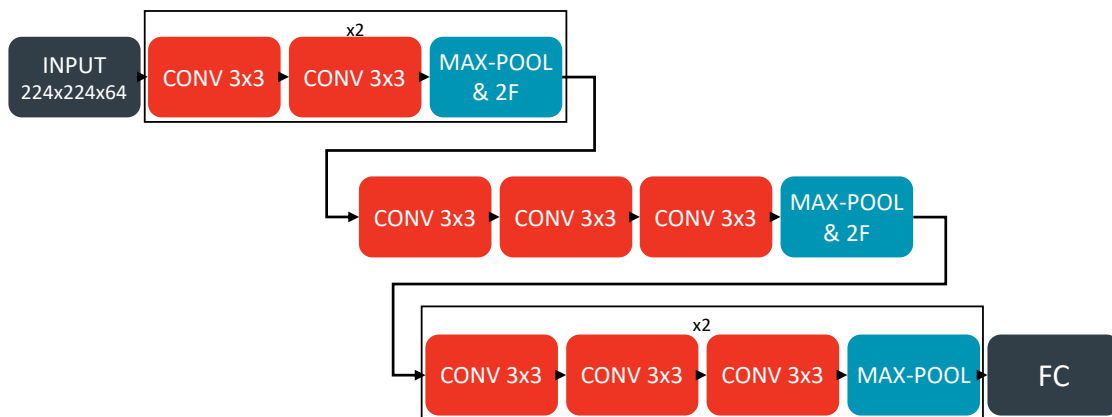 x2
INPUT
224x224x64
CONV 3x3
CONV 3x3
MAX-POOL
& 2F
CONV 3x3
CONV 3x3
CONV 3x3
MAX-POOL
& 2F
x2
CONV 3x3
CONV 3x3
CONV 3x3
MAX-POOL
FC